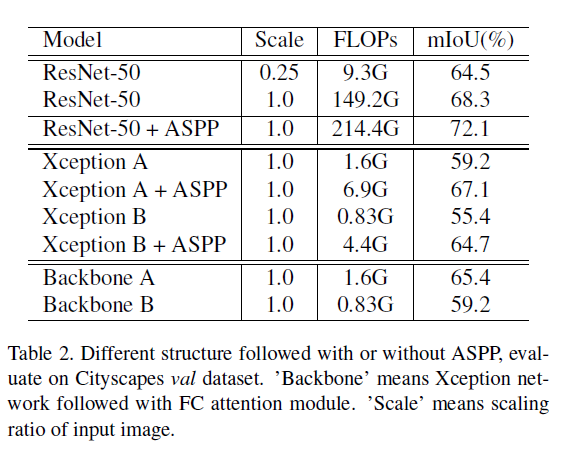 Model Scale FLOPs mIoU(%)
ResNet-50 0.25 9.3G 64.5
ResNet-50 1.0 149.2G 68.3
ResNet-50 + ASPP 1.0 214.4G 72.1
Xception A 1.0 1.6G 59.2
Xception A + ASPP 1.0 6.9G 67.1
Xception B 1.0 0.83G 55.4
Xception B + ASPP 1.0 4.4G 64.7
Backbone A 1.0 1.6G 65.4
Backbone B 1.0 0.83G 59.2
Table 2. Different structure followed with or without ASPP, eval-
uate on Cityscapes val dataset. ’Backbone’ means Xception net-
work followed with FC attention module. ’Scale’ means scaling
ratio of input image.